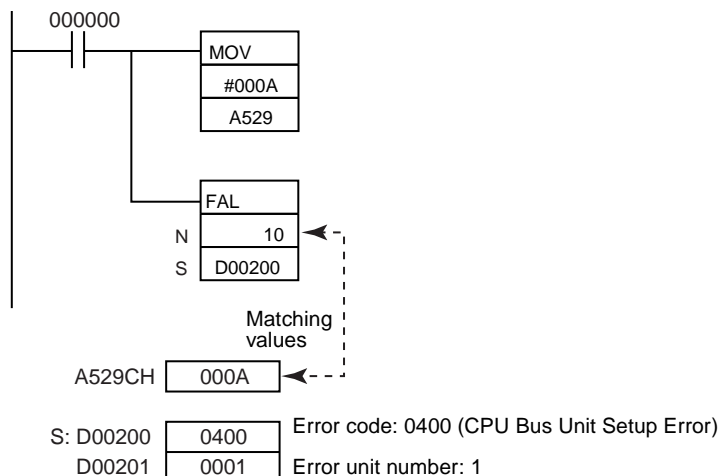 000000
MOV
#000A
A529
FAL
N 10
S D00200
Matching
values
A529CH 000A
S: D00200 0400 Error code: 0400 (CPU Bus Unit Setup Error)
D00201 0001 Error unit number: 1